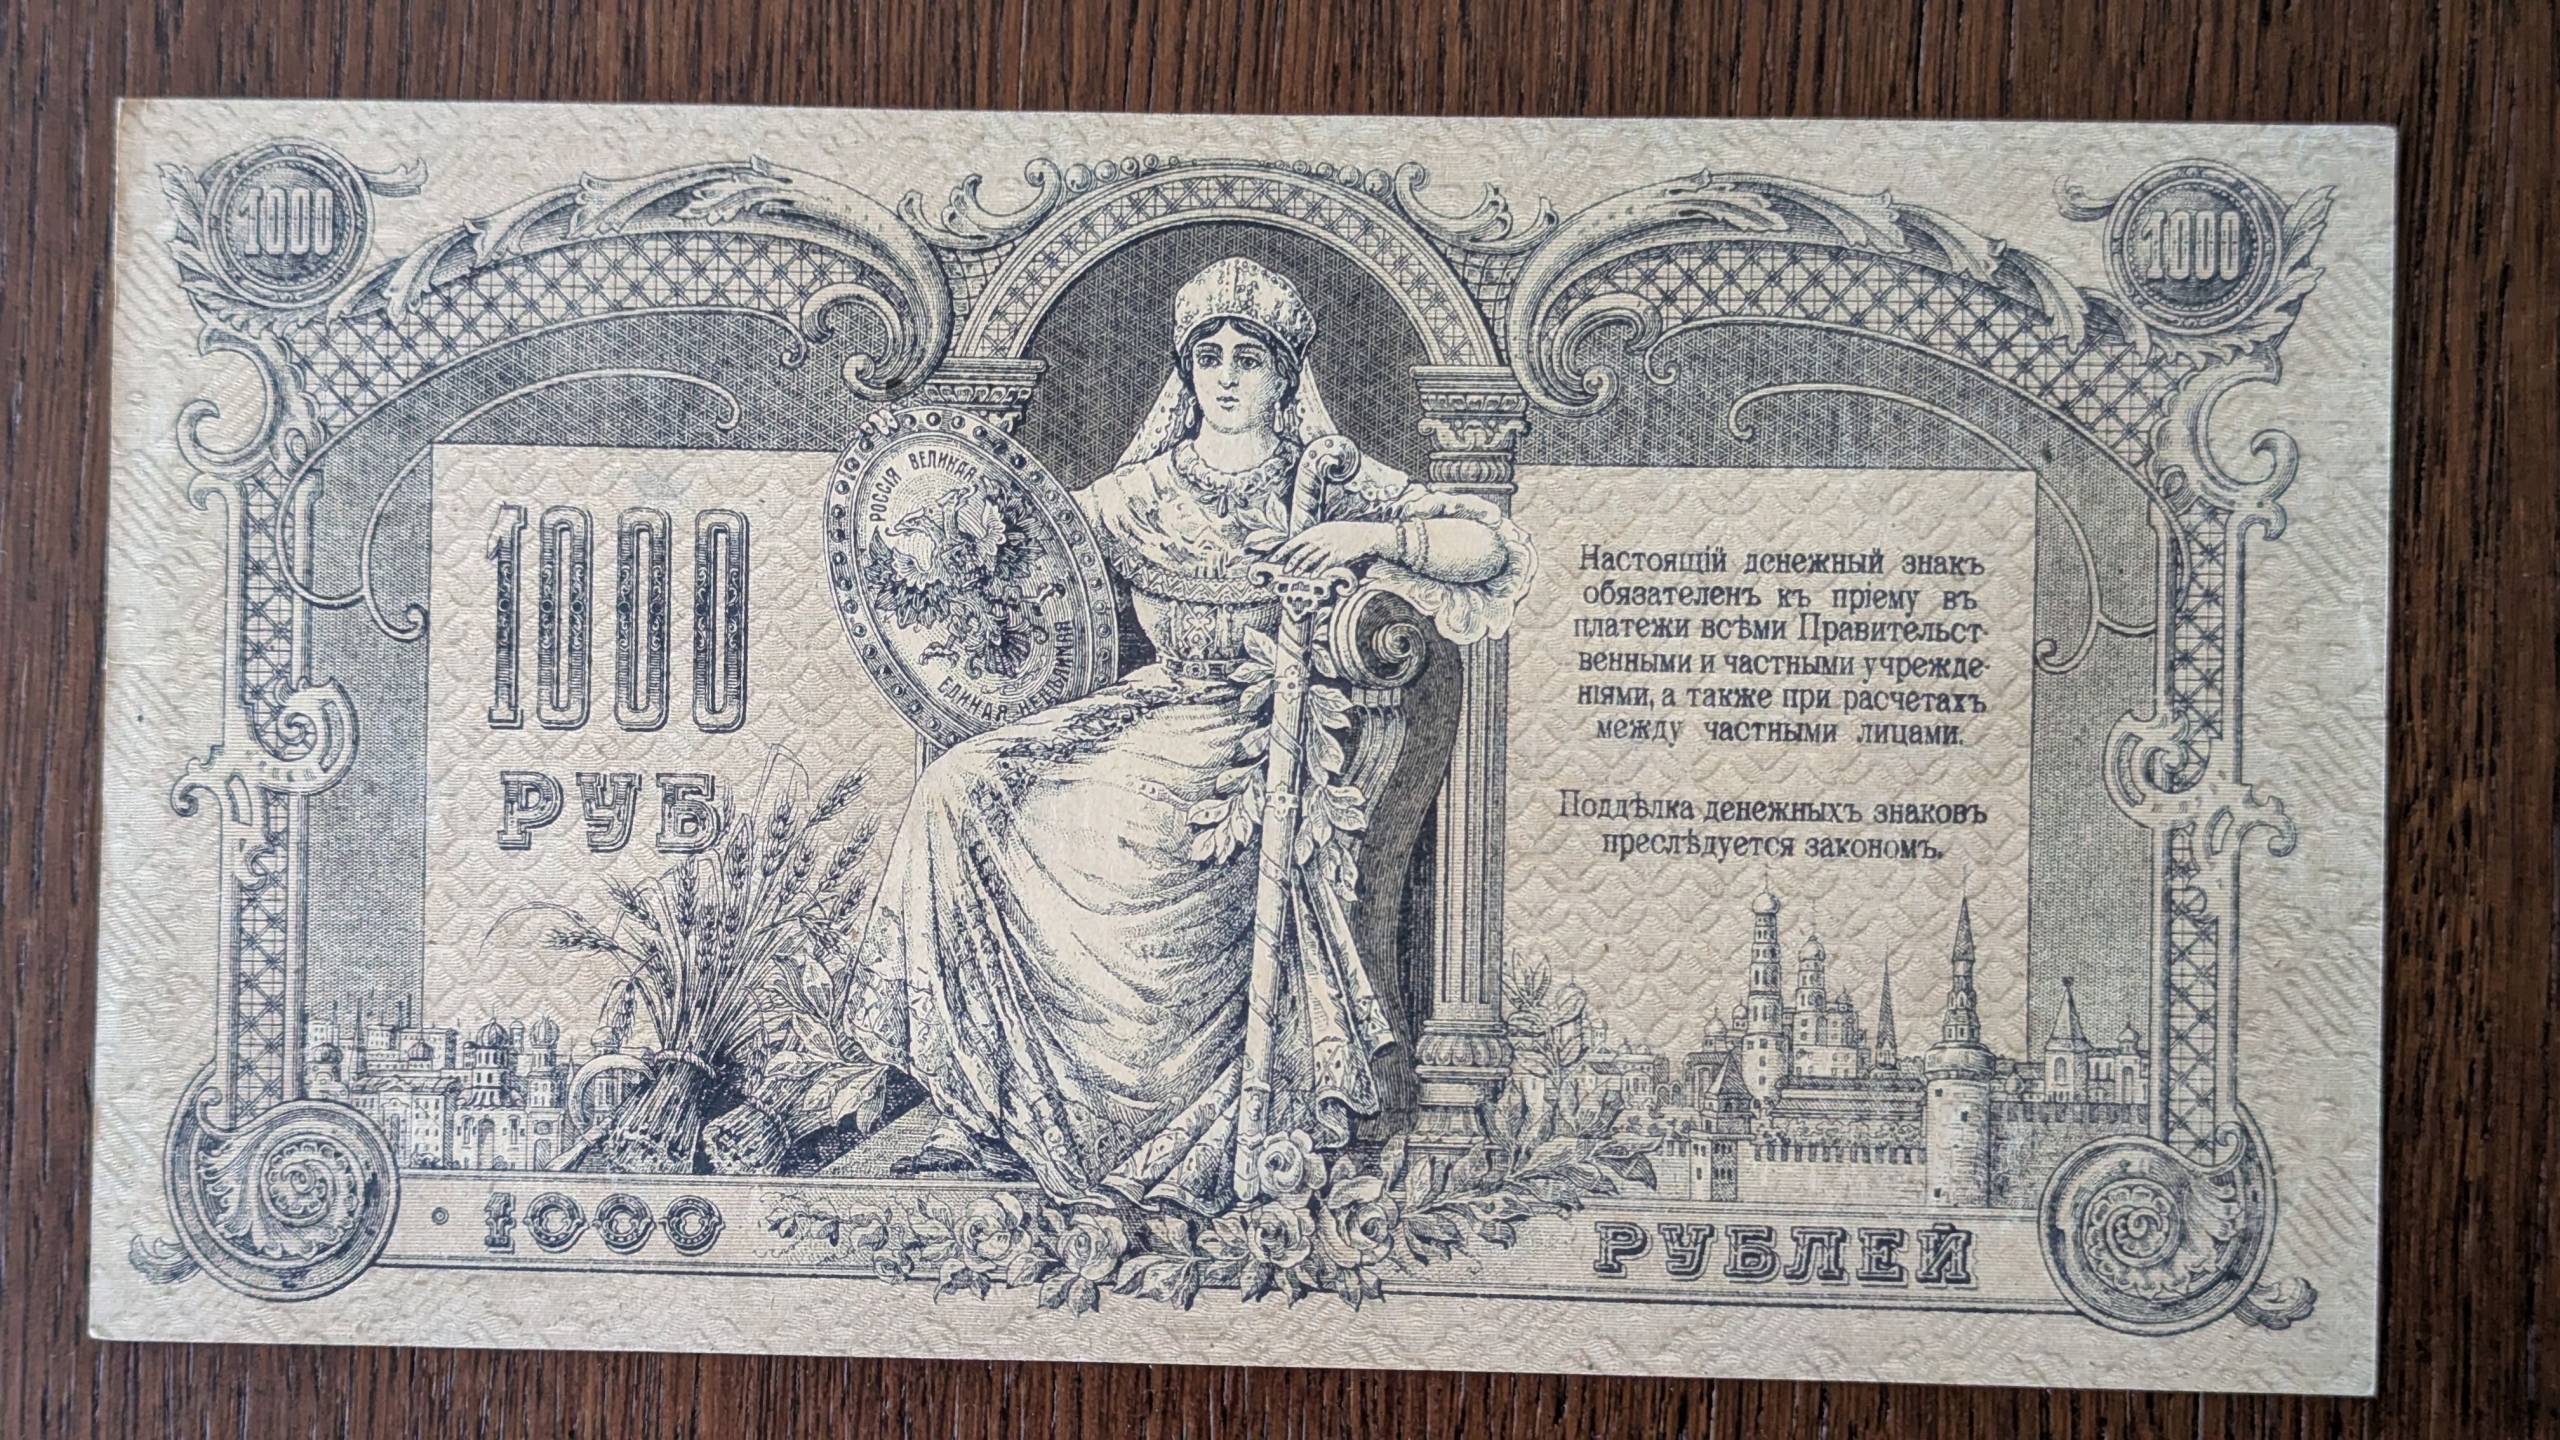 1000
1000
РОССІЯ ВЕЛИКАЯ
ЕДИНАЯ НЕДѢЛИМАЯ
1000
РУБ
Настоящій денежный знакъ
обязателенъ къ пріему въ
платежи всѣми Правительст-
венными и частными учрежде-
ніями, а также при расчетахъ
между частными лицами.
Поддѣлка денежныхъ знаковъ
преслѣдуется закономъ.
1000
РУБЛЕЙ